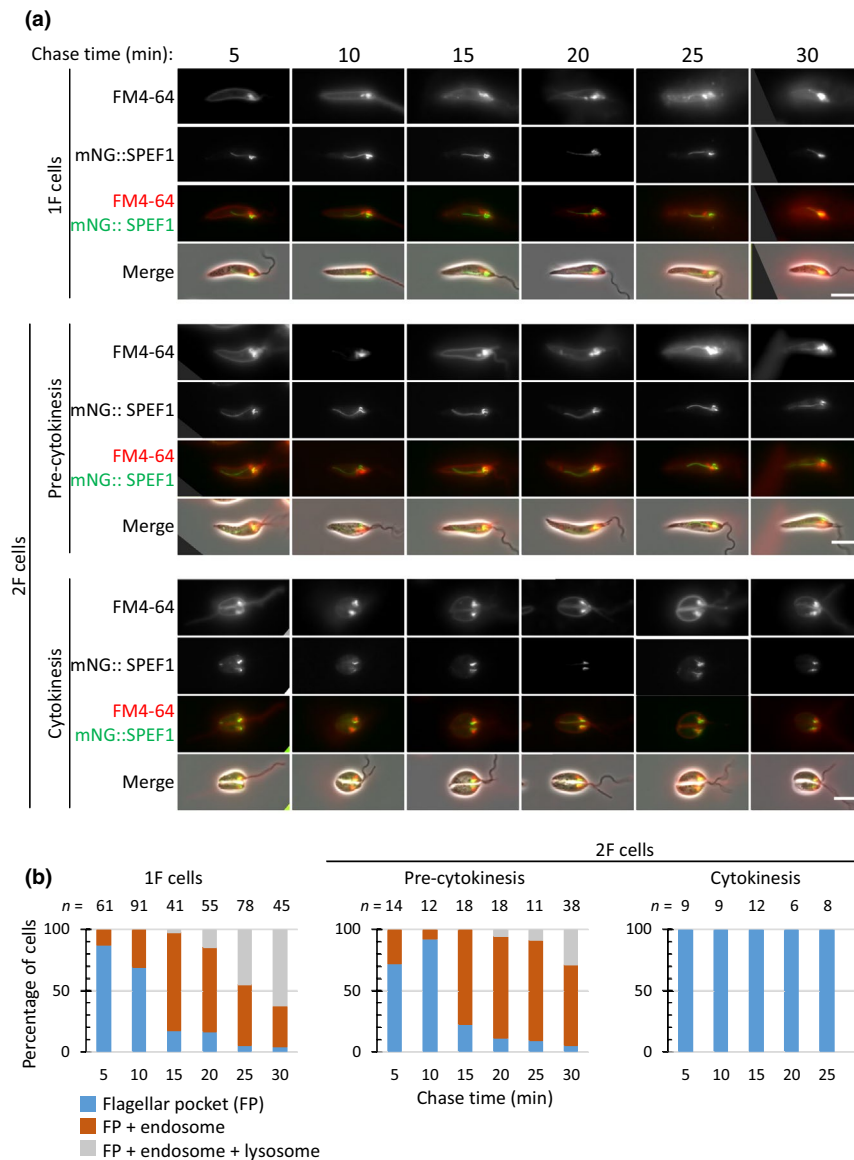 (a)
Chase time (min): 5 10 15 20 25 30
1F cells
FM4-64
mNG::SPEF1
FM4-64
mNG:: SPEF1
Merge
2F cells
Pre-cytokinesis
FM4-64
mNG:: SPEF1
FM4-64
mNG:: SPEF1
Merge
Cytokinesis
FM4-64
mNG:: SPEF1
FM4-64
mNG::SPEF1
Merge
(b)
2F cells
1F cells Pre-cytokinesis Cytokinesis
n = 61 91 41 55 78 45
n = 14 12 18 18 11 38
n = 9 9 12 6 8
Percentage of cells
100
50
0
5 10 15 20 25 30
100
50
0
5 10 15 20 25 30
100
50
0
5 10 15 20 25
Chase time (min)
Flagellar pocket (FP)
FP + endosome
FP + endosome + lysosome